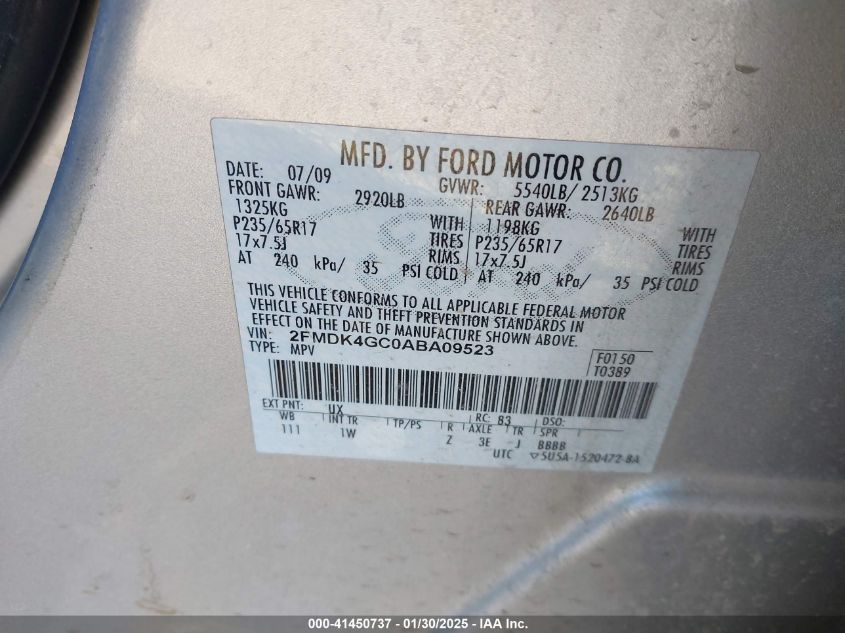 MFD. BY FORD MOTOR CO.
DATE: 07/09 GVWR: 5540LB/ 2513KG
FRONT GAWR: 2920LB REAR GAWR: 2640LB
1325KG WITH 1198KG WITH
P235/65R17 TIRES P235/65R17 TIRES
17x7.5J RIMS 17x7.5J RIMS
AT 240 kPa/ 35 PSI COLD AT 240 kPa/ 35 PSI COLD
THIS VEHICLE CONFORMS TO ALL APPLICABLE FEDERAL MOTOR
VEHICLE SAFETY AND THEFT PREVENTION STANDARDS IN
EFFECT ON THE DATE OF MANUFACTURE SHOWN ABOVE.
VIN: 2FMDK4GC0ABA09523
TYPE: MPV
F0150
T0389
EXT PNT: UX RC: 83 DSO:
WB INT TR TP/PS R AXLE TR SPR
111 1W Z 3E J BBBB
UTC ▽5U5A-1520472-BA
000-41450737 - 01/30/2025 - IAA Inc.